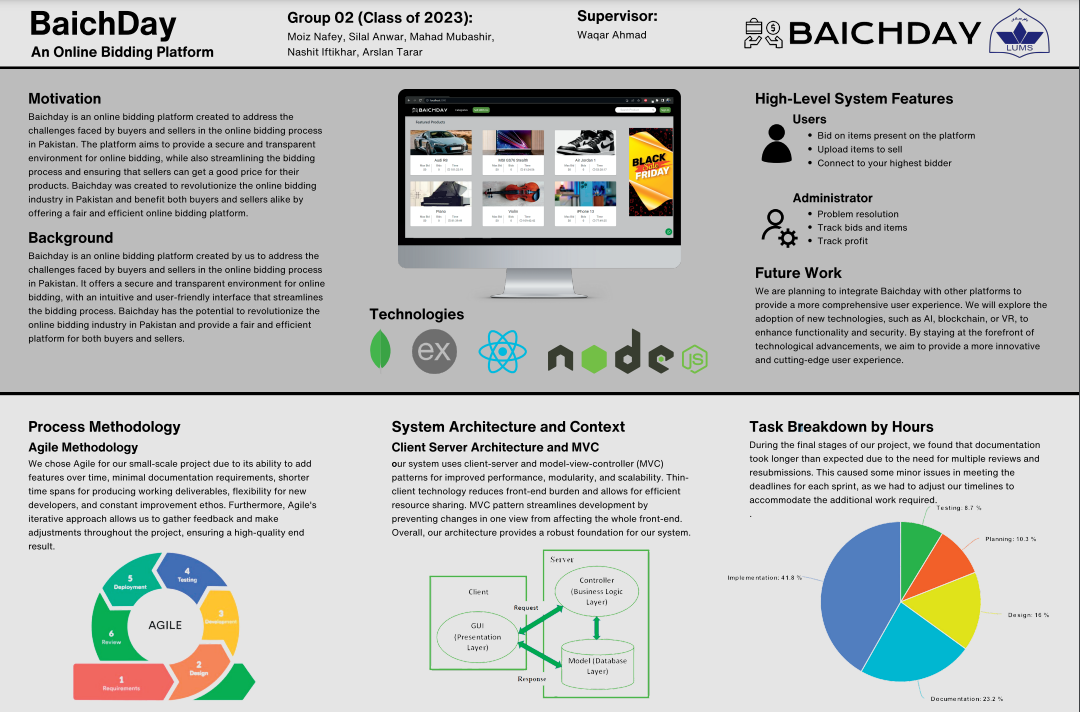 BaichDay
An Online Bidding Platform
Group 02 (Class of 2023):
Moiz Nafey, Silal Anwar, Mahad Mubashir,
Nashit Iftikhar, Arslan Tarar
Supervisor:
Waqar Ahmad
BAICHDAY
LUMS
Motivation
Baichday is an online bidding platform created to address the
challenges faced by buyers and sellers in the online bidding process
in Pakistan. The platform aims to provide a secure and transparent
environment for online bidding, while also streamlining the bidding
process and ensuring that sellers can get a good price for their
products. Baichday was created to revolutionize the online bidding
industry in Pakistan and benefit both buyers and sellers alike by
offering a fair and efficient online bidding platform.
Background
Baichday is an online bidding platform created by us to address the
challenges faced by buyers and sellers in the online bidding process
in Pakistan. It offers a secure and transparent environment for online
bidding, with an intuitive and user-friendly interface that streamlines
the bidding process. Baichday has the potential to revolutionize the
online bidding industry in Pakistan and provide a fair and efficient
platform for both buyers and sellers.
BAICHDAY
Featured Products
Audi R8
MSI GS76 Stealth
Air Jordan 1
Piano
Violin
iPhone 13
BLACK
FRIDAY
Technologies
ex
node
JS
High-Level System Features
Users
• Bid on items present on the platform
• Upload items to sell
• Connect to your highest bidder
Administrator
• Problem resolution
• Track bids and items
• Track profit
Future Work
We are planning to integrate Baichday with other platforms to
provide a more comprehensive user experience. We will explore the
adoption of new technologies, such as AI, blockchain, or VR, to
enhance functionality and security. By staying at the forefront of
technological advancements, we aim to provide a more innovative
and cutting-edge user experience.
Process Methodology
Agile Methodology
We chose Agile for our small-scale project due to its ability to add
features over time, minimal documentation requirements, shorter
time spans for producing working deliverables, flexibility for new
developers, and constant improvement ethos. Furthermore, Agile's
iterative approach allows us to gather feedback and make
adjustments throughout the project, ensuring a high-quality end
result.
5
Deployment
4
Testing
3
Development
AGILE
6
Review
2
Design
1
Requirements
System Architecture and Context
Client Server Architecture and MVC
our system uses client-server and model-view-controller (MVC)
patterns for improved performance, modularity, and scalability. Thin-
client technology reduces front-end burden and allows for efficient
resource sharing. MVC pattern streamlines development by
preventing changes in one view from affecting the whole front-end.
Overall, our architecture provides a robust foundation for our system.
Server
Controller
(Business Logic
Layer)
Client
Request
GUI
(Presentation
Layer)
Model (Database
Layer)
Response
Task Breakdown by Hours
During the final stages of our project, we found that documentation
took longer than expected due to the need for multiple reviews and
resubmissions. This caused some minor issues in meeting the
deadlines for each sprint, as we had to adjust our timelines to
accommodate the additional work required.
.
Testing: 8.7 %
Planning: 10.3 %
Implementation: 41.8 %
Design: 16 %
Documentation: 23.2 %